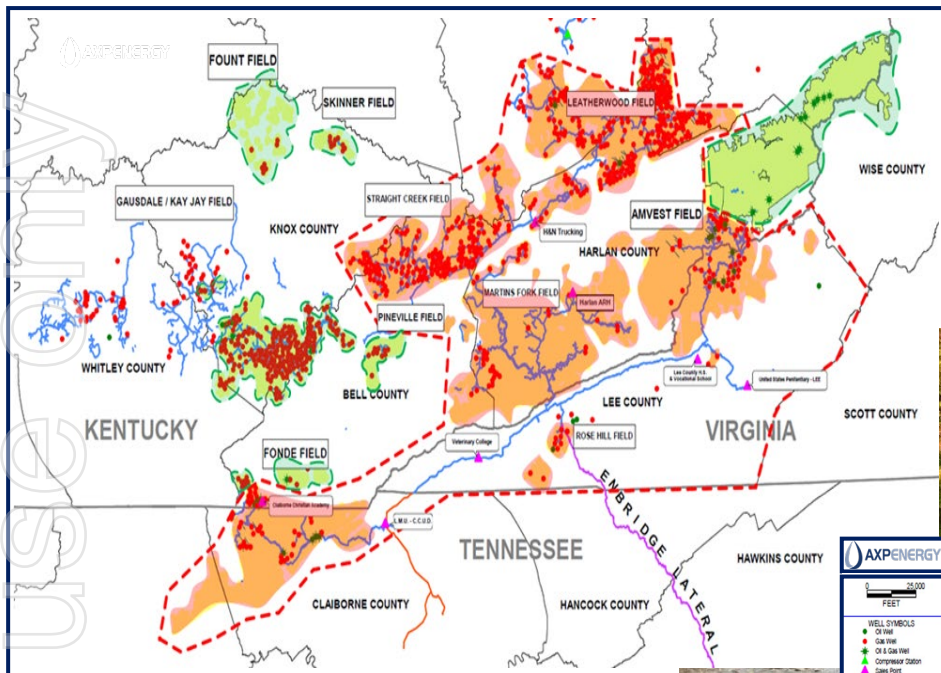 AXPENERGY
FOUNT FIELD
SKINNER FIELD
LEATHERWOOD FIELD
WISE COUNTY
GAUSDALE / KAY JAY FIELD
STRAIGHT CREEK FIELD
KNOX COUNTY
AMVEST FIELD
H&N Trucking
HARLAN COUNTY
MARTINS FORK FIELD
Harlan ARH
PINEVILLE FIELD
WHITLEY COUNTY
Lee County H.S.
& Vocational School
United States Penitentiary - LEE
BELL COUNTY
LEE COUNTY
SCOTT COUNTY
KENTUCKY
VIRGINIA
Veterinary College
ROSE HILL FIELD
FONDE FIELD
Claiborne Christian Academy
L.M.U. - C.C.U.D.
ENBRIDGE LATERAL
TENNESSEE
HAWKINS COUNTY
CLAIBORNE COUNTY
HANCOCK COUNTY
AXPENERGY
0 25,000
FEET
WELL SYMBOLS
Oil Well
Gas Well
Oil & Gas Well
Compressor Station
Sales Point
use only